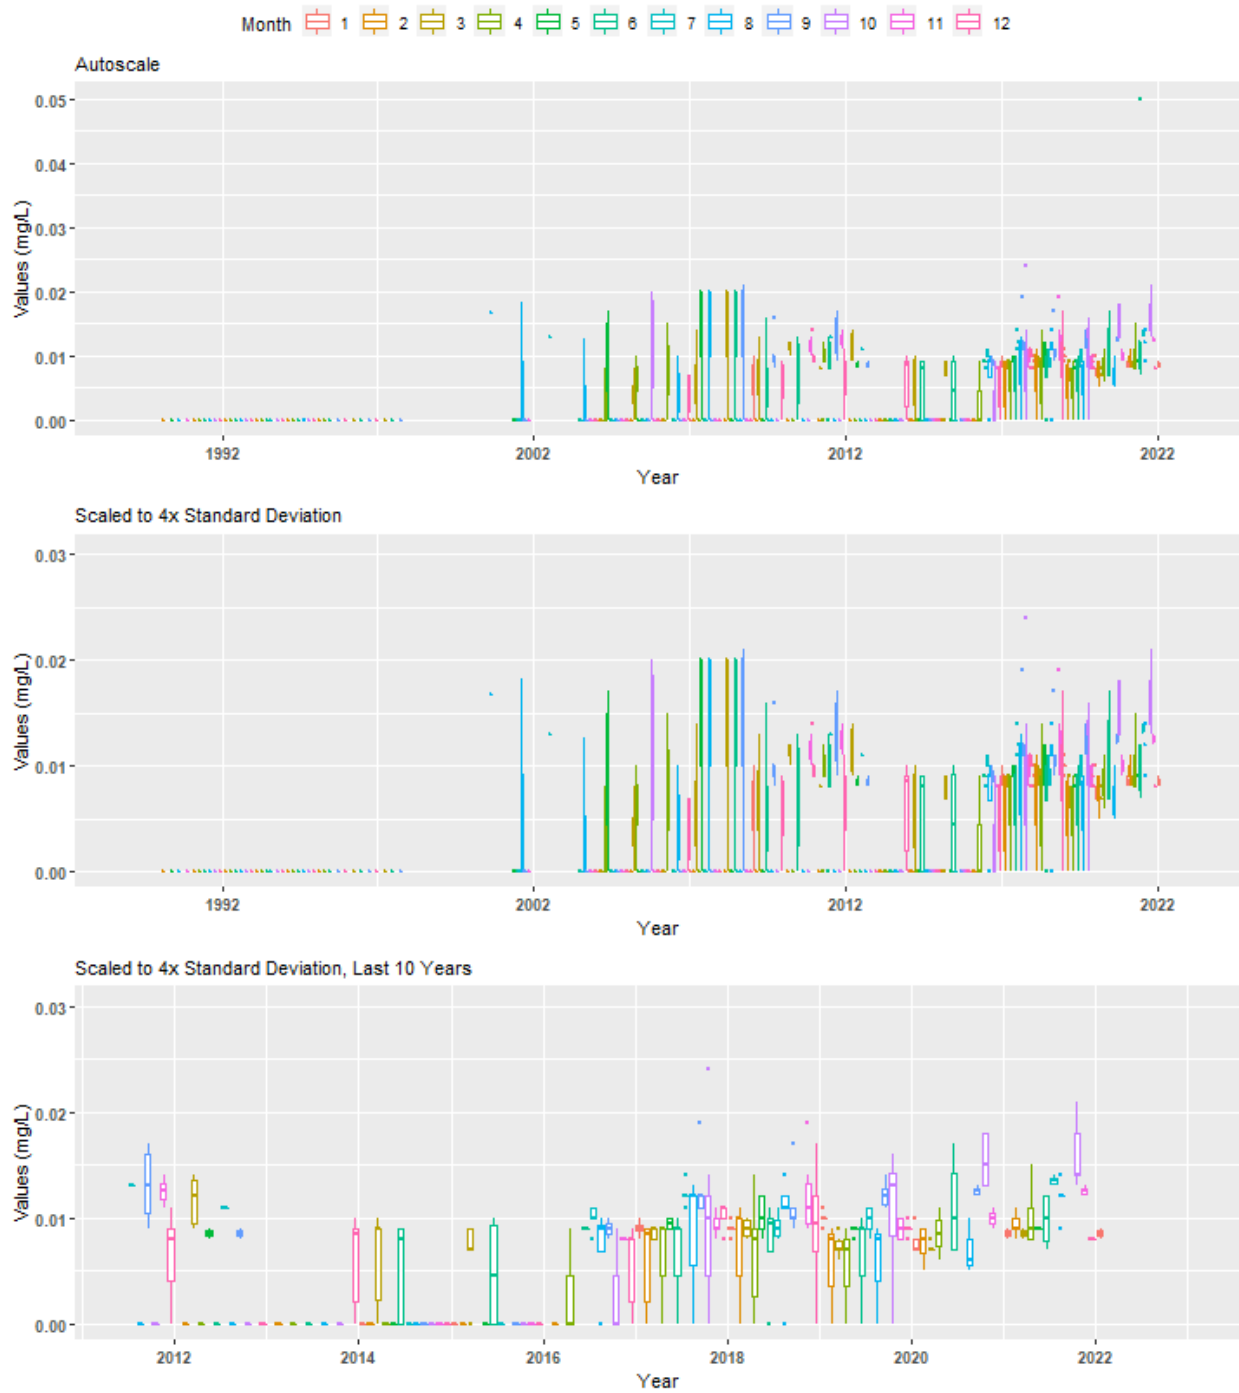 Month 1 2 3 4 5 6 7 8 9 10 11 12
Autoscale
Values (mg/L)
0.05
0.04
0.03
0.02
0.01
0.00
1992 2002 2012 2022
Year
Scaled to 4x Standard Deviation
Values (mg/L)
0.03
0.02
0.01
0.00
1992 2002 2012 2022
Year
Scaled to 4x Standard Deviation, Last 10 Years
Values (mg/L)
0.03
0.02
0.01
0.00
2012 2014 2016 2018 2020 2022
Year